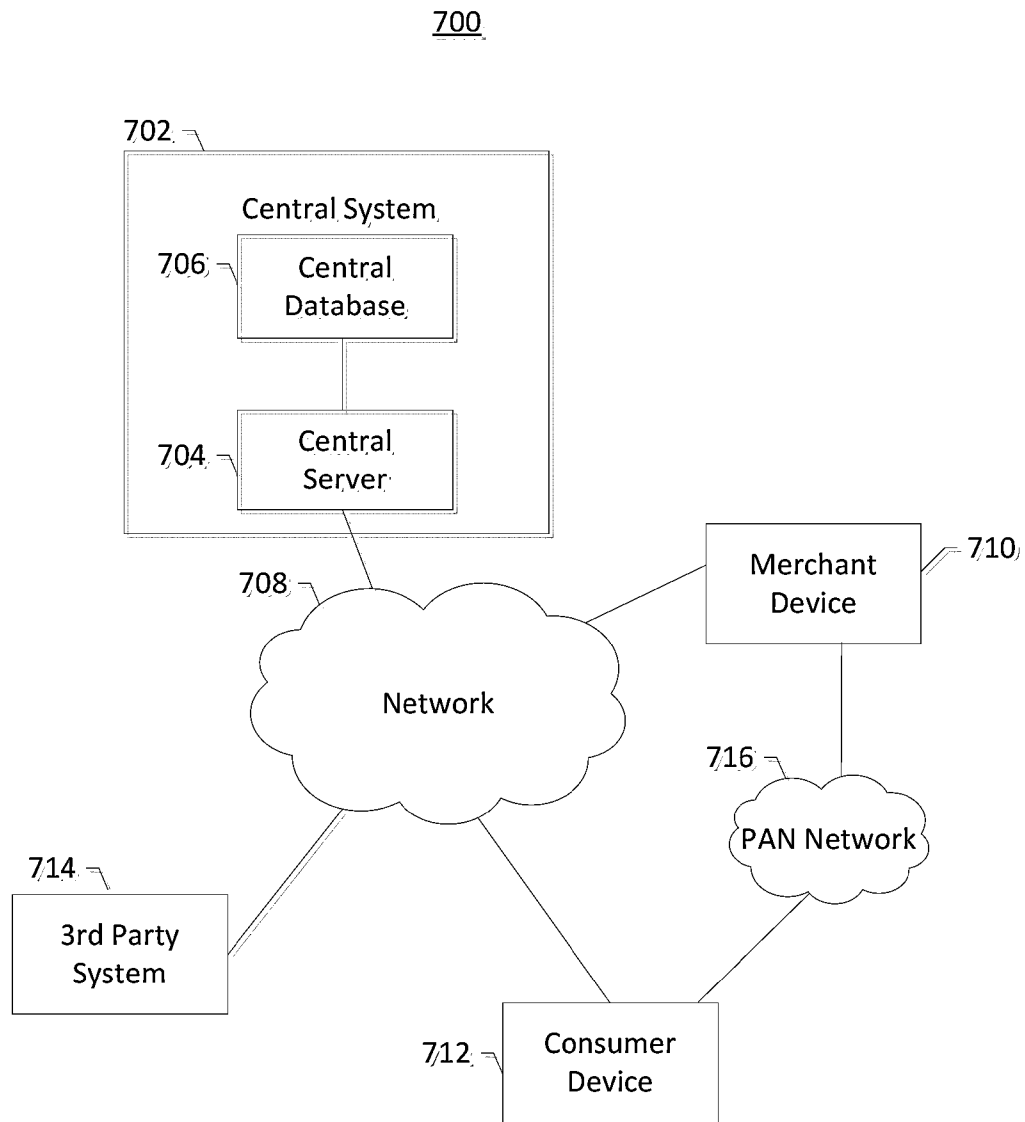 700
702
Central System
706
Central
Database
704
Central
Server
710
Merchant
Device
708
Network
716
PAN Network
714
3rd Party
System
712
Consumer
Device